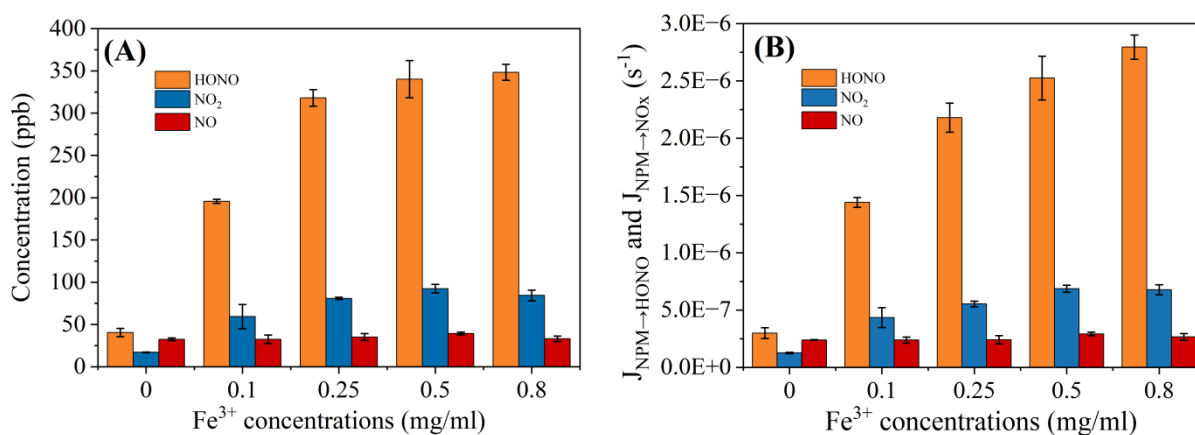 (A)
HONO
NO₂
NO
Concentration (ppb)
400
350
300
250
200
150
100
50
0
0 0.1 0.25 0.5 0.8
Fe³⁺ concentrations (mg/ml)
(B)
HONO
NO₂
NO
J_NPM→HONO and J_NPM→NOx (s⁻¹)
3.0E−6
2.5E−6
2.0E−6
1.5E−6
1.0E−6
5.0E−7
0.0E+0
0 0.1 0.25 0.5 0.8
Fe³⁺ concentrations (mg/ml)